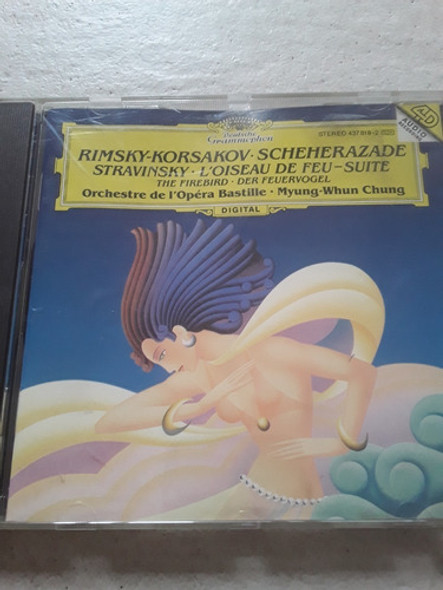 Deutsche
Grammophon
STEREO 437 818-2
4D
AUDIO
RIMSKY-KORSAKOV · SCHEHERAZADE
STRAVINSKY · L'OISEAU DE FEU – SUITE
THE FIREBIRD · DER FEUERVOGEL
Orchestre de l'Opéra Bastille · Myung-Whun Chung
DIGITAL